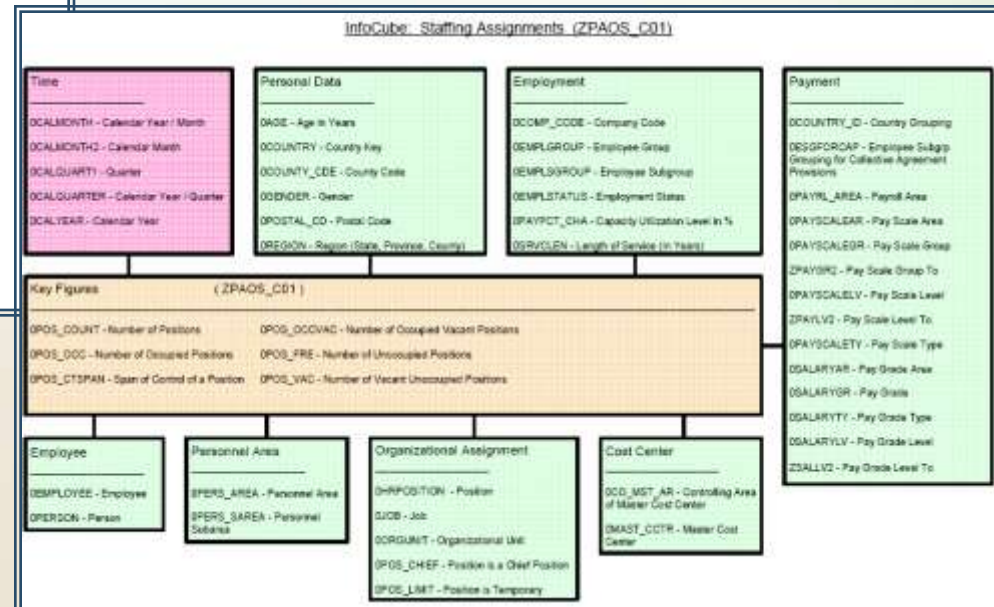 InfoCube: Staffing Assignments (ZPAOS_C01)
Time
0CALMONTH - Calendar Year / Month
0CALMONTH2 - Calendar Month
0CALQUART1 - Quarter
0CALQUARTER - Calendar Year / Quarter
0CALYEAR - Calendar Year
Personal Data
0AGE - Age in Years
0COUNTRY - Country Key
0COUNTY_CDE - County Code
0GENDER - Gender
0POSTAL_CD - Postal Code
0REGION - Region (State, Province, County)
Employment
0COMP_CODE - Company Code
0EMPLGROUP - Employee Group
0EMPLSGROUP - Employee Subgroup
0EMPLSTATUS - Employment Status
0PAYPCT_CHA - Capacity Utilization Level in %
0SRVCLEN - Length of Service (in Years)
Payment
0COUNTRY_ID - Country Grouping
0ESGFORCAP - Employee Subgrp
Grouping for Collective Agreement
Provisions
0PAYRL_AREA - Payroll Area
0PAYSCALEAR - Pay Scale Area
0PAYSCALEGR - Pay Scale Group
ZPAYGR2 - Pay Scale Group To
0PAYSCALELV - Pay Scale Level
ZPAYLV2 - Pay Scale Level To
0PAYSCALETY - Pay Scale Type
0SALARYAR - Pay Grade Area
0SALARYGR - Pay Grade
0SALARYTY - Pay Grade Type
0SALARYLV - Pay Grade Level
ZSALLV2 - Pay Grade Level To
Key Figures (ZPAOS_C01)
0POS_COUNT - Number of Positions
0POS_OCCVAC - Number of Occupied Vacant Positions
0POS_OCC - Number of Occupied Positions
0POS_FRE - Number of Unoccupied Positions
0POS_CTSPAN - Span of Control of a Position
0POS_VAC - Number of Vacant Unoccupied Positions
Employee
0EMPLOYEE - Employee
0PERSON - Person
Personnel Area
0PERS_AREA - Personnel Area
0PERS_SAREA - Personnel
Subarea
Organizational Assignment
0HRPOSITION - Position
0JOB - Job
0ORGUNIT - Organizational Unit
0POS_CHIEF - Position is a Chief Position
0POS_LIMIT - Position is Temporary
Cost Center
0CO_MST_AR - Controlling Area
of Master Cost Center
0MAST_CCTR - Master Cost
Center